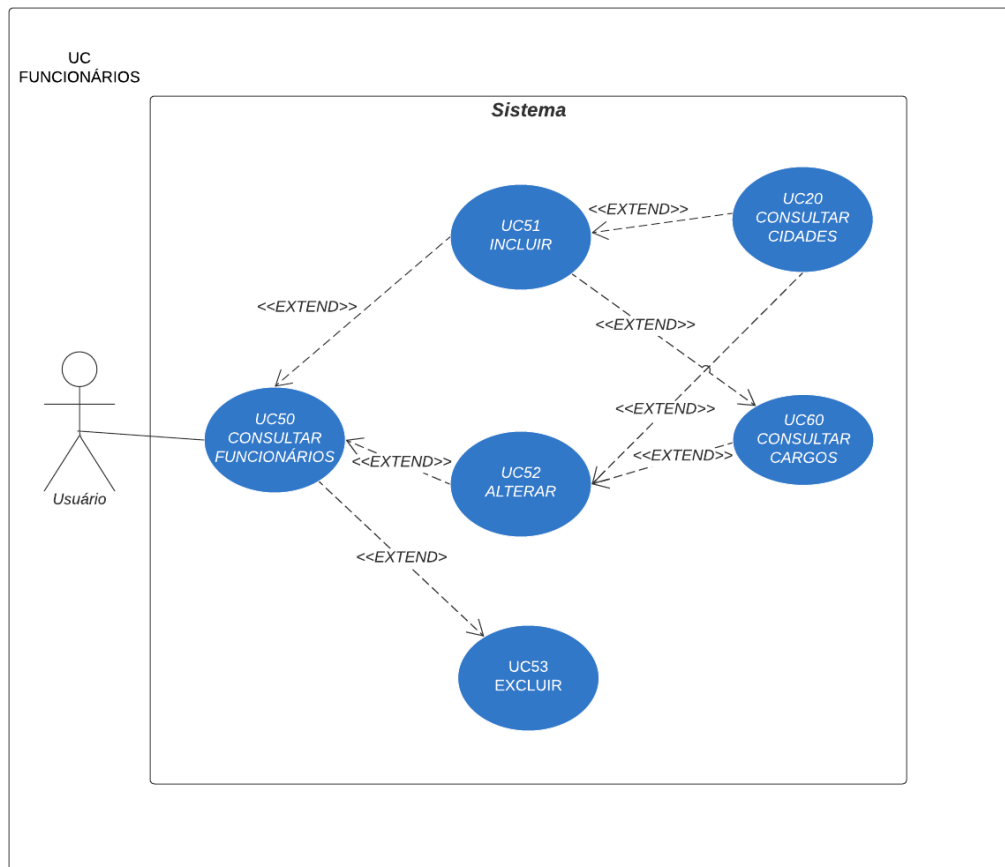 UC
FUNCIONÁRIOS
Sistema
UC51
INCLUIR
<<EXTEND>>
UC20
CONSULTAR
CIDADES
<<EXTEND>>
<<EXTEND>>
UC50
CONSULTAR
FUNCIONÁRIOS
<<EXTEND>>
UC60
CONSULTAR
CARGOS
<<EXTEND>>
<<EXTEND>>
UC52
ALTERAR
Usuário
<<EXTEND>
UC53
EXCLUIR